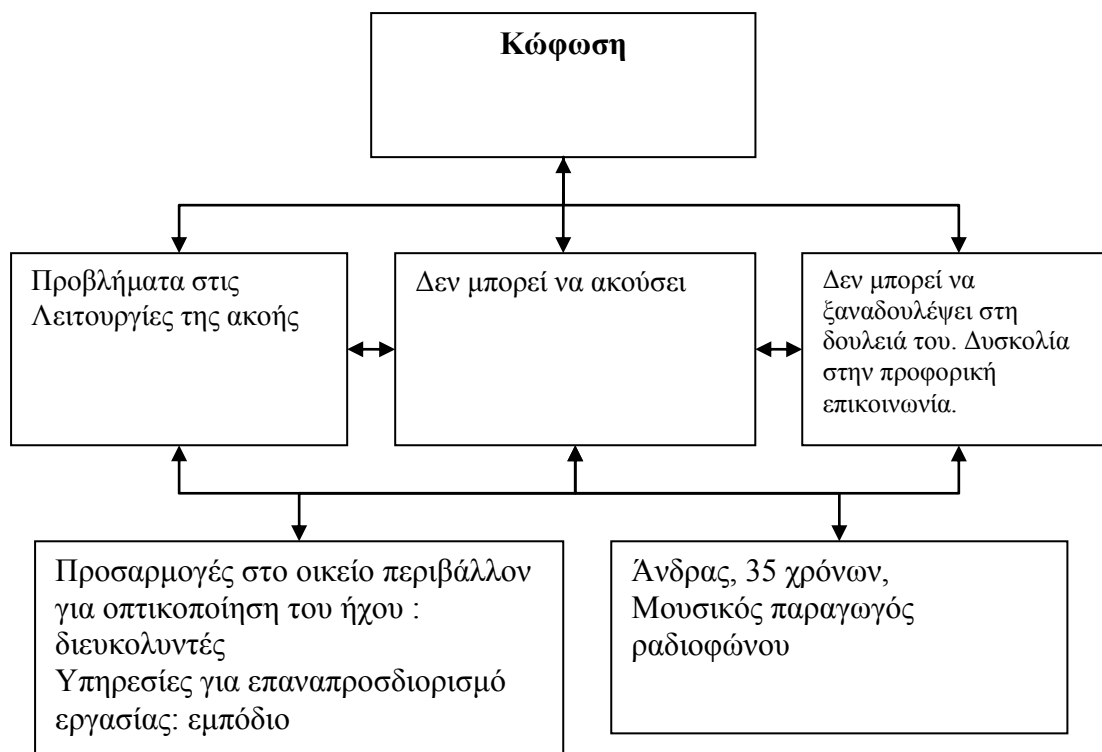 Κώφωση
Προβλήματα στις
Λειτουργίες της ακοής
Δεν μπορεί να ακούσει
Δεν μπορεί να
ξαναδουλέψει στη
δουλειά του. Δυσκολία
στην προφορική
επικοινωνία.
Προσαρμογές στο οικείο περιβάλλον
για οπτικοποίηση του ήχου :
διευκολυντές
Υπηρεσίες για επαναπροσδιορισμό
εργασίας: εμπόδιο
Άνδρας, 35 χρόνων,
Μουσικός παραγωγός
ραδιοφώνου